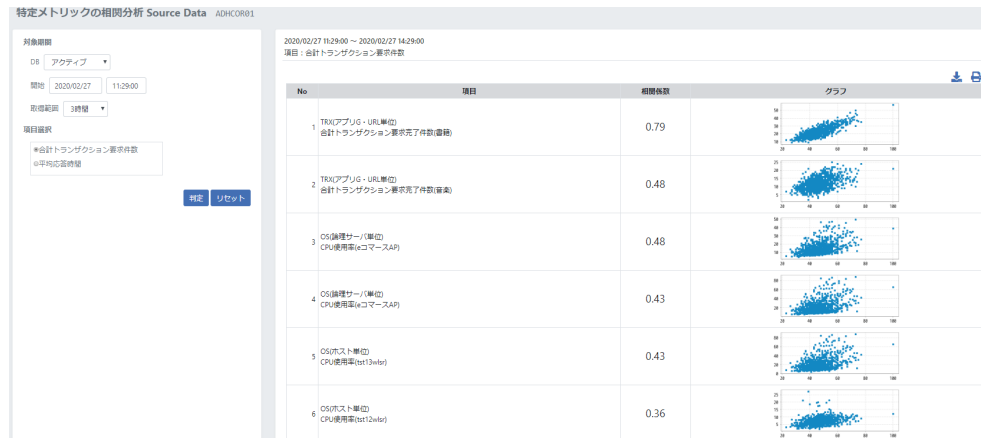 特定メトリックの相関分析 Source Data ADHCOR01
対象期間
DB アクティブ
開始 2020/02/27 11:29:00
取得範囲 3時間
項目選択
合計トランザクション要求件数
平均応答時間
判定 リセット
2020/02/27 11:29:00 ～ 2020/02/27 14:29:00
項目：合計トランザクション要求件数
No 項目 相関係数 グラフ
1 TRX(アプリG・URL単位)
合計トランザクション要求完了件数(書籍)
0.79
2 TRX(アプリG・URL単位)
合計トランザクション要求完了件数(音楽)
0.48
3 OS(論理サーバ単位)
CPU使用率(eコマースAP)
0.48
4 OS(論理サーバ単位)
CPU使用率(eコマースAP)
0.43
5 OS(ホスト単位)
CPU使用率(tst13wlsr)
0.43
6 OS(ホスト単位)
CPU使用率(tst12wlsr)
0.36